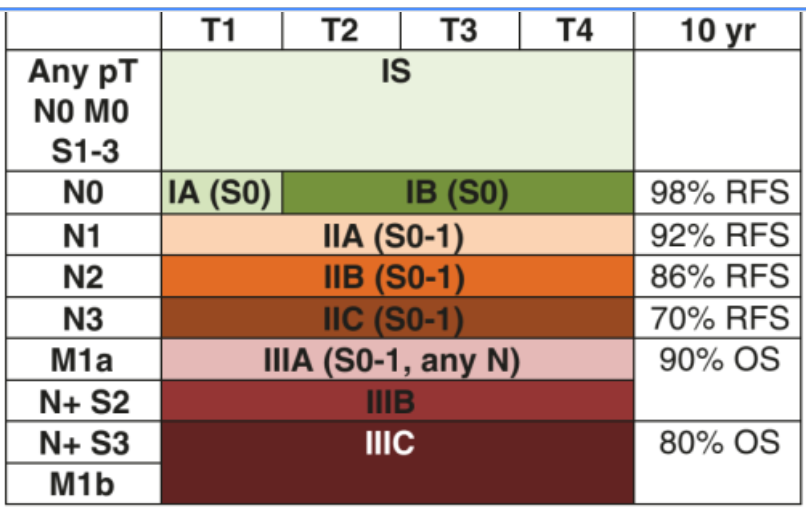 T1 T2 T3 T4 10 yr
Any pT IS
N0 M0
S1-3
N0 IA (S0) IB (S0) 98% RFS
N1 IIA (S0-1) 92% RFS
N2 IIB (S0-1) 86% RFS
N3 IIC (S0-1) 70% RFS
M1a IIIA (S0-1, any N) 90% OS
N+ S2 IIIB
N+ S3 IIIC 80% OS
M1b